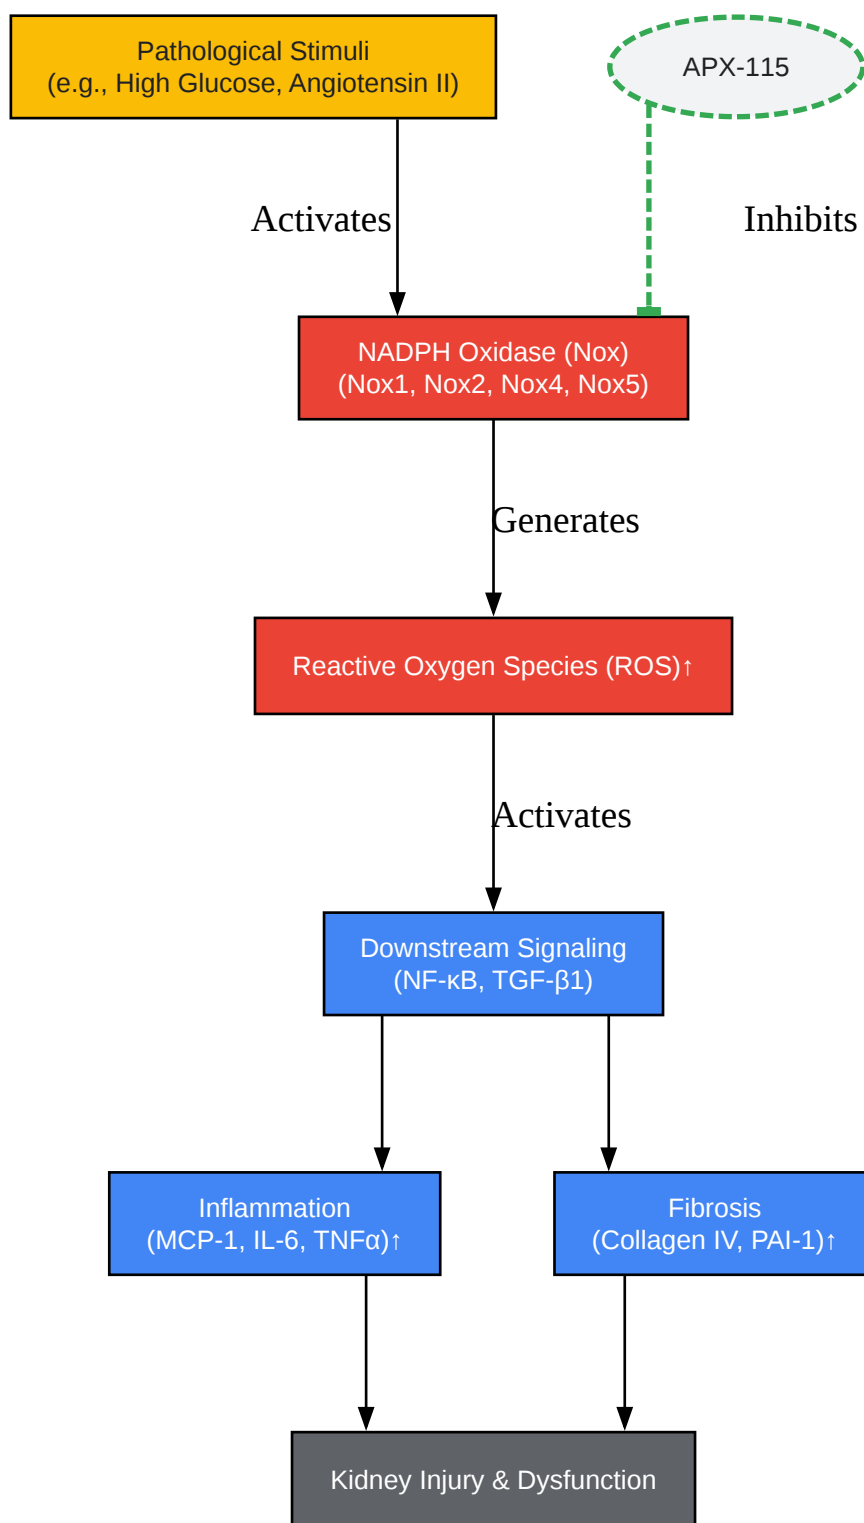 Pathological Stimuli
(e.g., High Glucose, Angiotensin II)
APX-115
Activates
Inhibits
NADPH Oxidase (Nox)
(Nox1, Nox2, Nox4, Nox5)
Generates
Reactive Oxygen Species (ROS)↑
Activates
Downstream Signaling
(NF-κB, TGF-β1)
Inflammation
(MCP-1, IL-6, TNFα)↑
Fibrosis
(Collagen IV, PAI-1)↑
Kidney Injury & Dysfunction